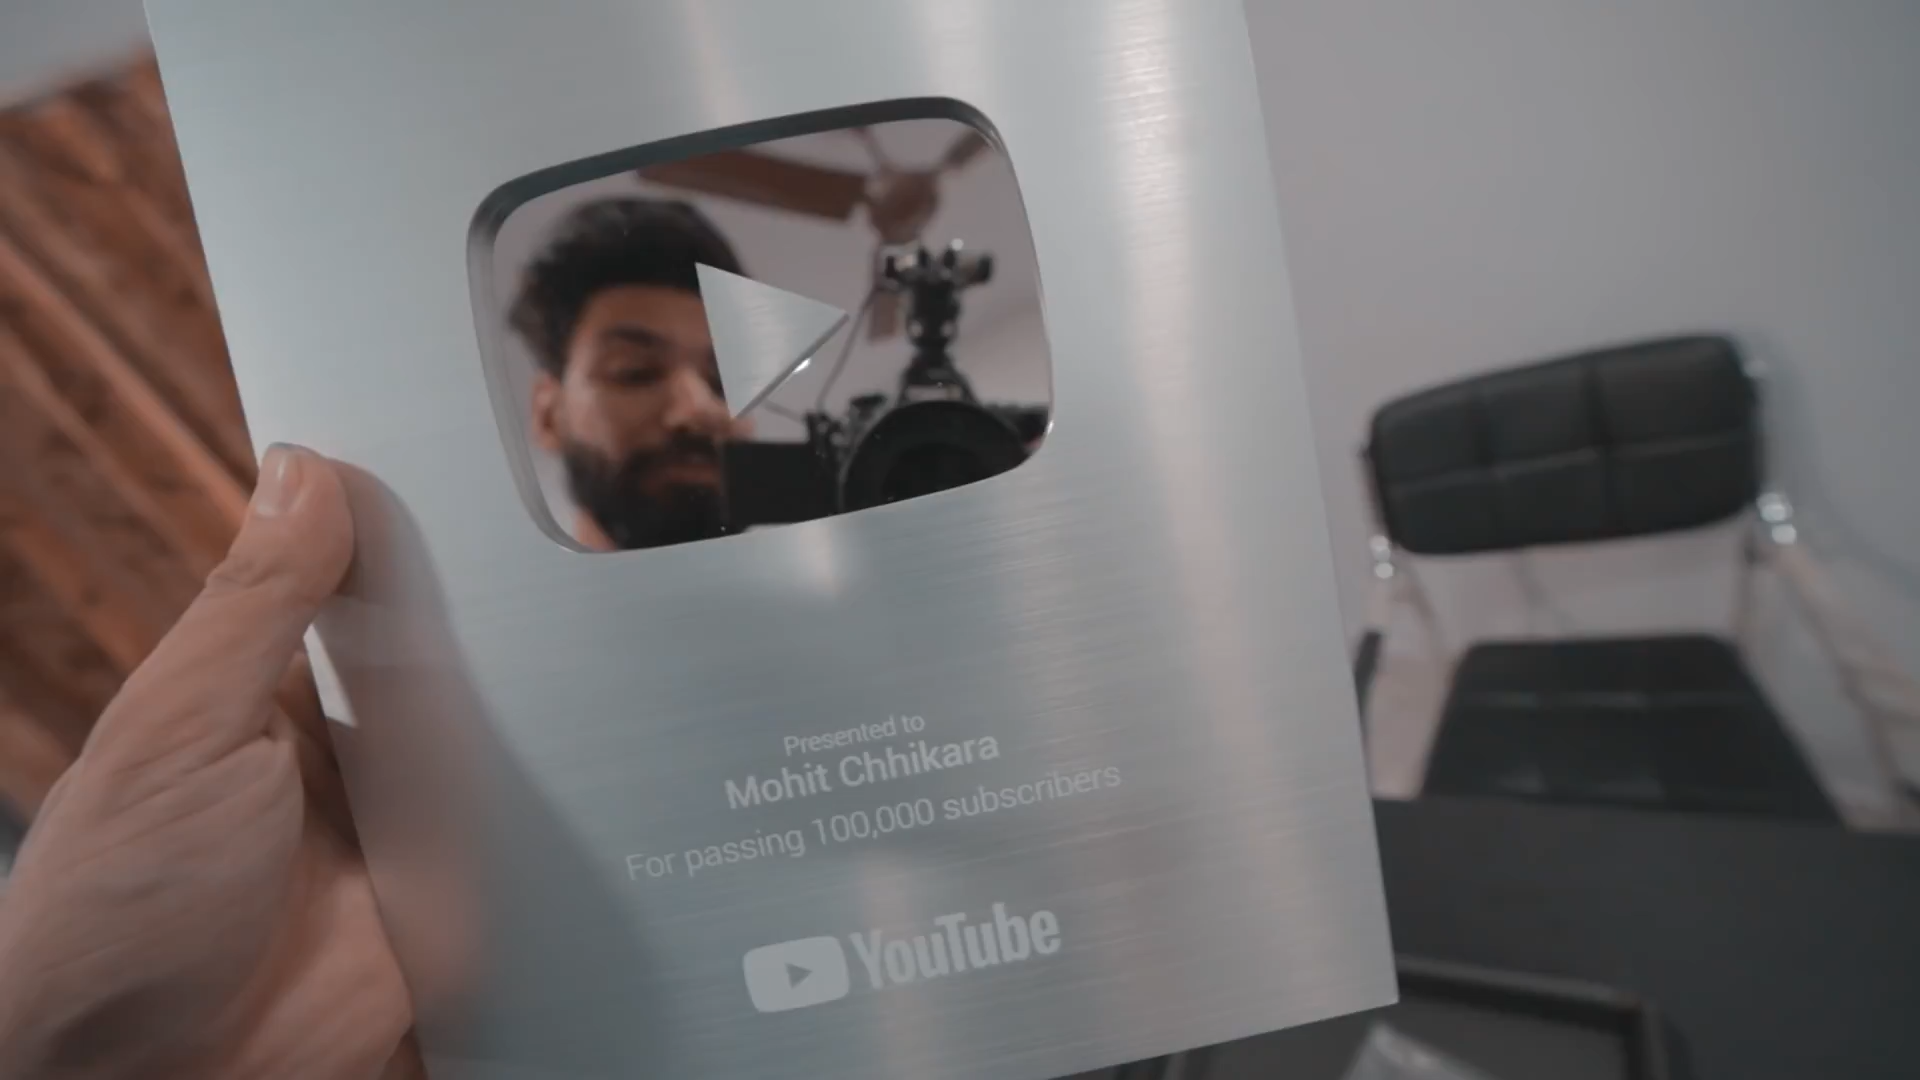 Presented to
Mohit Chhikara
For passing 100,000 subscribers
YouTube